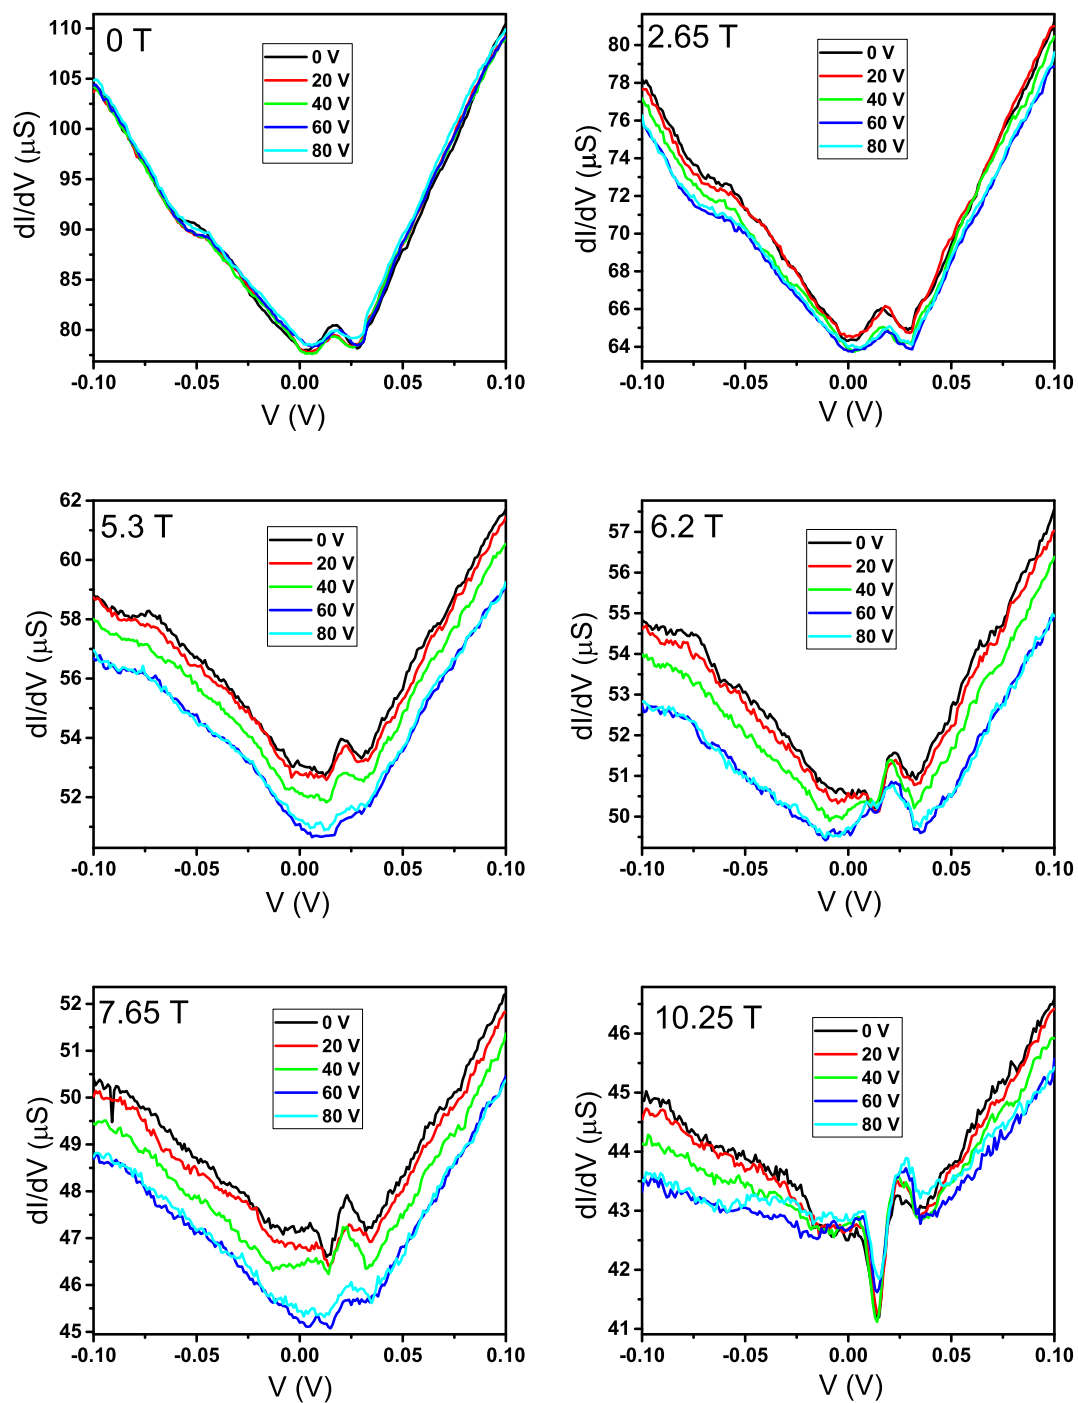 0 T
0 V
20 V
40 V
60 V
80 V
110
105
100
95
90
85
80
-0.10 -0.05 0.00 0.05 0.10
dI/dV (μS)
V (V)
2.65 T
0 V
20 V
40 V
60 V
80 V
80
78
76
74
72
70
68
66
64
-0.10 -0.05 0.00 0.05 0.10
dI/dV (μS)
V (V)
5.3 T
0 V
20 V
40 V
60 V
80 V
62
60
58
56
54
52
-0.10 -0.05 0.00 0.05 0.10
dI/dV (μS)
V (V)
6.2 T
0 V
20 V
40 V
60 V
80 V
57
56
55
54
53
52
51
50
-0.10 -0.05 0.00 0.05 0.10
dI/dV (μS)
V (V)
7.65 T
0 V
20 V
40 V
60 V
80 V
52
51
50
49
48
47
46
45
-0.10 -0.05 0.00 0.05 0.10
dI/dV (μS)
V (V)
10.25 T
0 V
20 V
40 V
60 V
80 V
46
45
44
43
42
41
-0.10 -0.05 0.00 0.05 0.10
dI/dV (μS)
V (V)